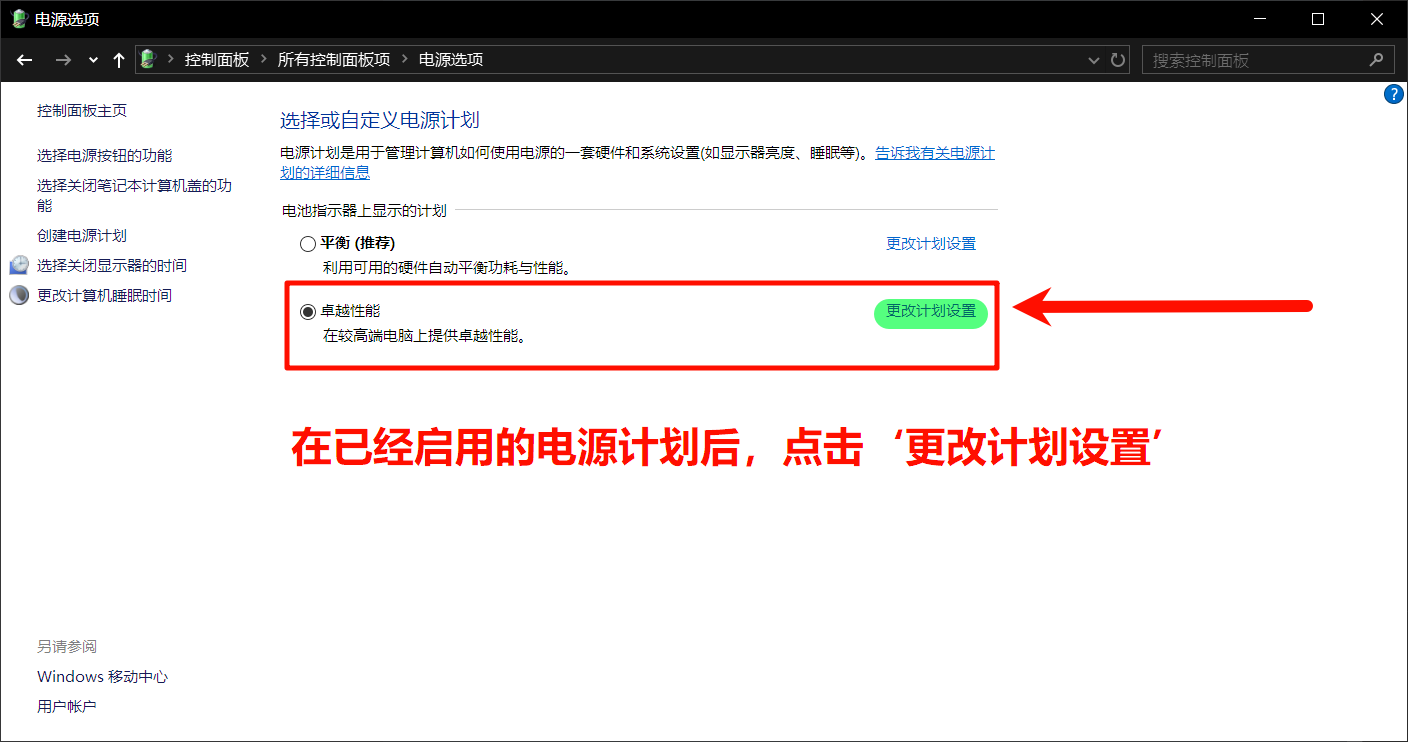 电源选项
控制面板 所有控制面板项 电源选项
搜索控制面板
控制面板主页
选择电源按钮的功能
选择关闭笔记本计算机盖的功
能
创建电源计划
选择关闭显示器的时间
更改计算机睡眠时间
选择或自定义电源计划
电源计划是用于管理计算机如何使用电源的一套硬件和系统设置(如显示器亮度、睡眠等)。告诉我有关电源计
划的详细信息
电池指示器上显示的计划
平衡 (推荐) 更改计划设置
利用可用的硬件自动平衡功耗与性能。
卓越性能 更改计划设置
在较高端电脑上提供卓越性能。
在已经启用的电源计划后，点击‘更改计划设置’
另请参阅
Windows 移动中心
用户帐户